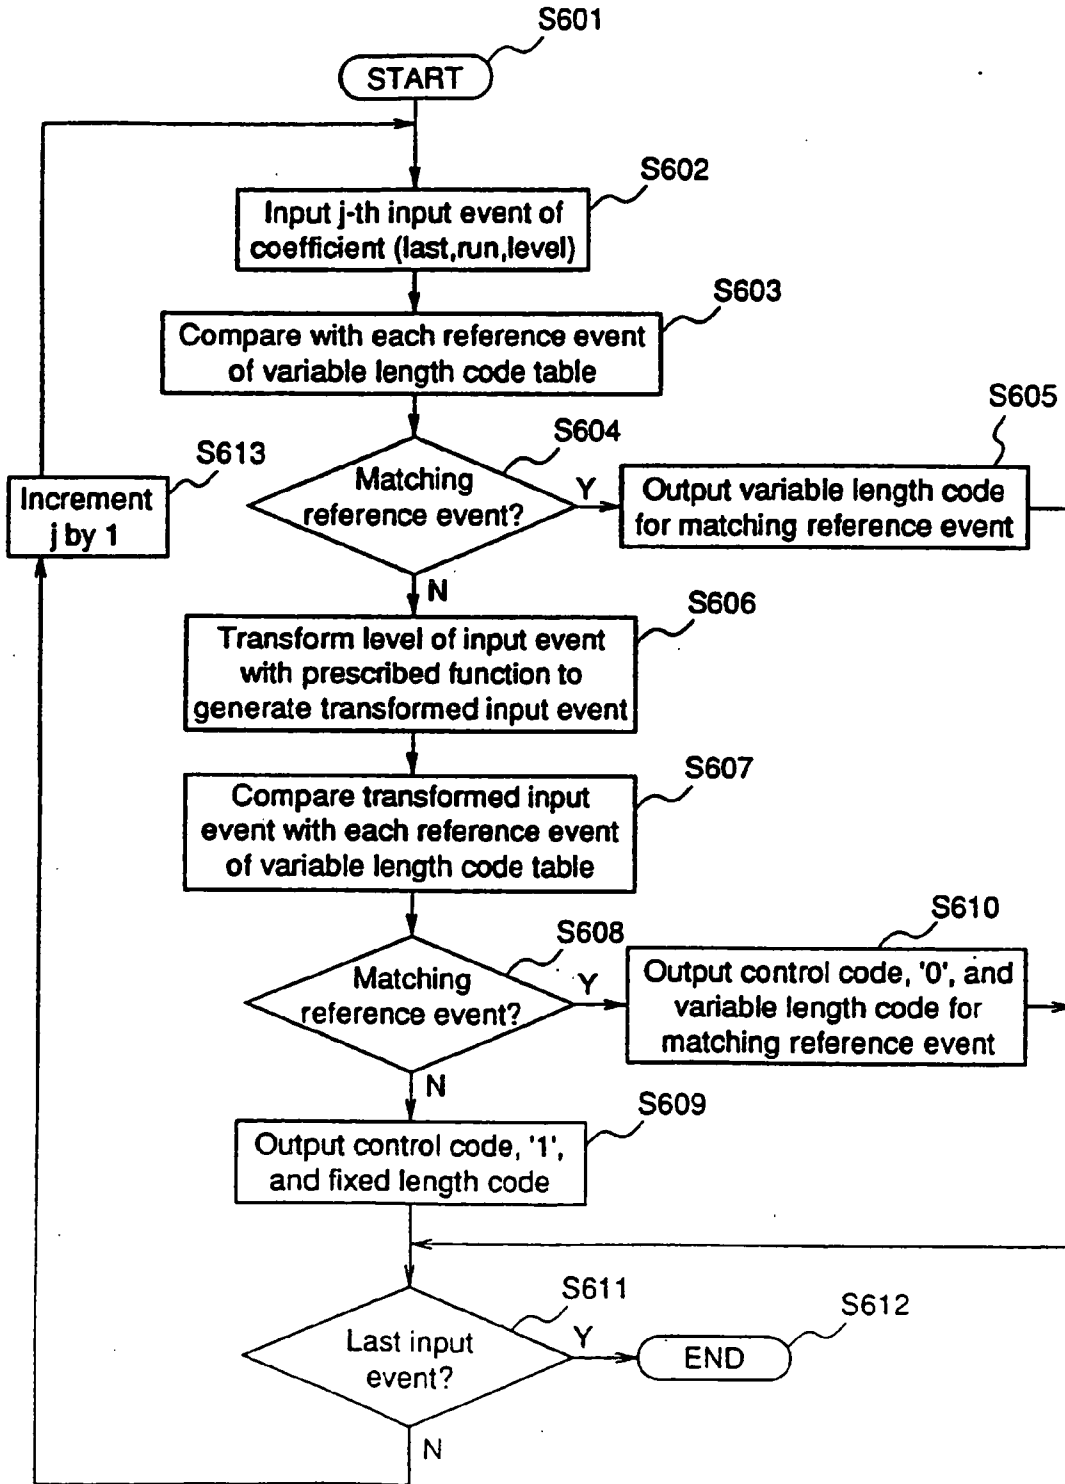 S601
START
S602
Input j-th input event of
coefficient (last,run,level)
S603
Compare with each reference event
of variable length code table
S604
Matching
reference event?
Y
S605
Output variable length code
for matching reference event
S613
Increment
j by 1
N
S606
Transform level of input event
with prescribed function to
generate transformed input event
S607
Compare transformed input
event with each reference event
of variable length code table
S608
Matching
reference event?
Y
S610
Output control code, '0', and
variable length code for
matching reference event
N
S609
Output control code, '1',
and fixed length code
S611
Last input
event?
Y
S612
END
N